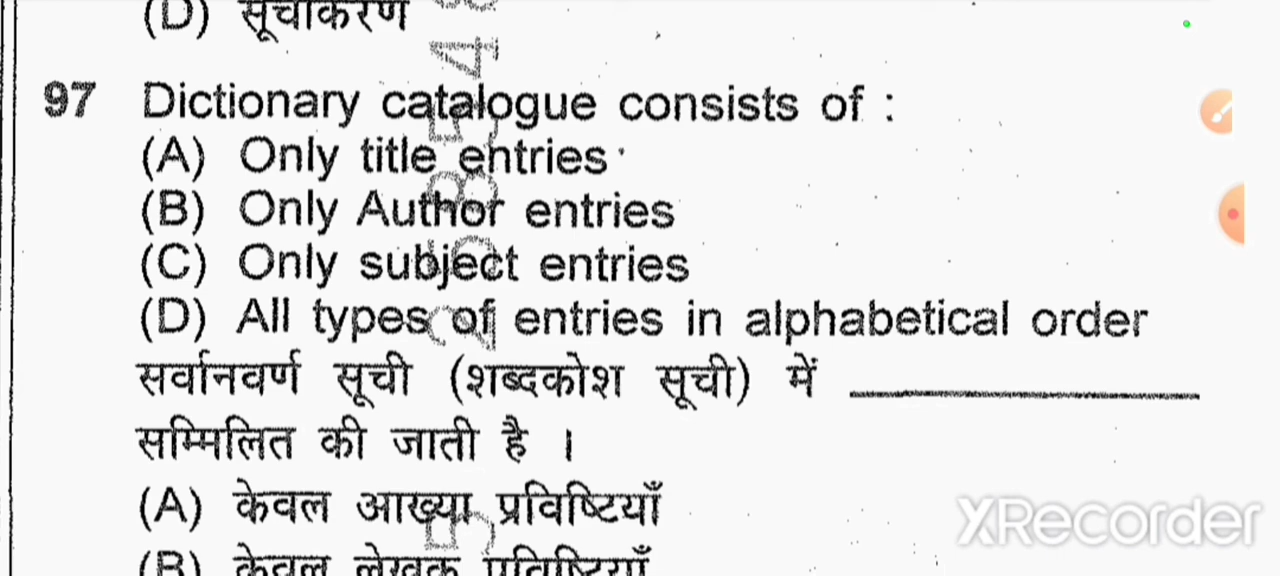 (D) सूचीकरण
97 Dictionary catalogue consists of :
(A) Only title entries
(B) Only Author entries
(C) Only subject entries
(D) All types of entries in alphabetical order
सर्वानवर्ण सूची (शब्दकोश सूची) में ____________
सम्मिलित की जाती है ।
(A) केवल आख्या प्रविष्टियाँ
(B) केवल लेखक प्रविष्टियाँ
XRecorder